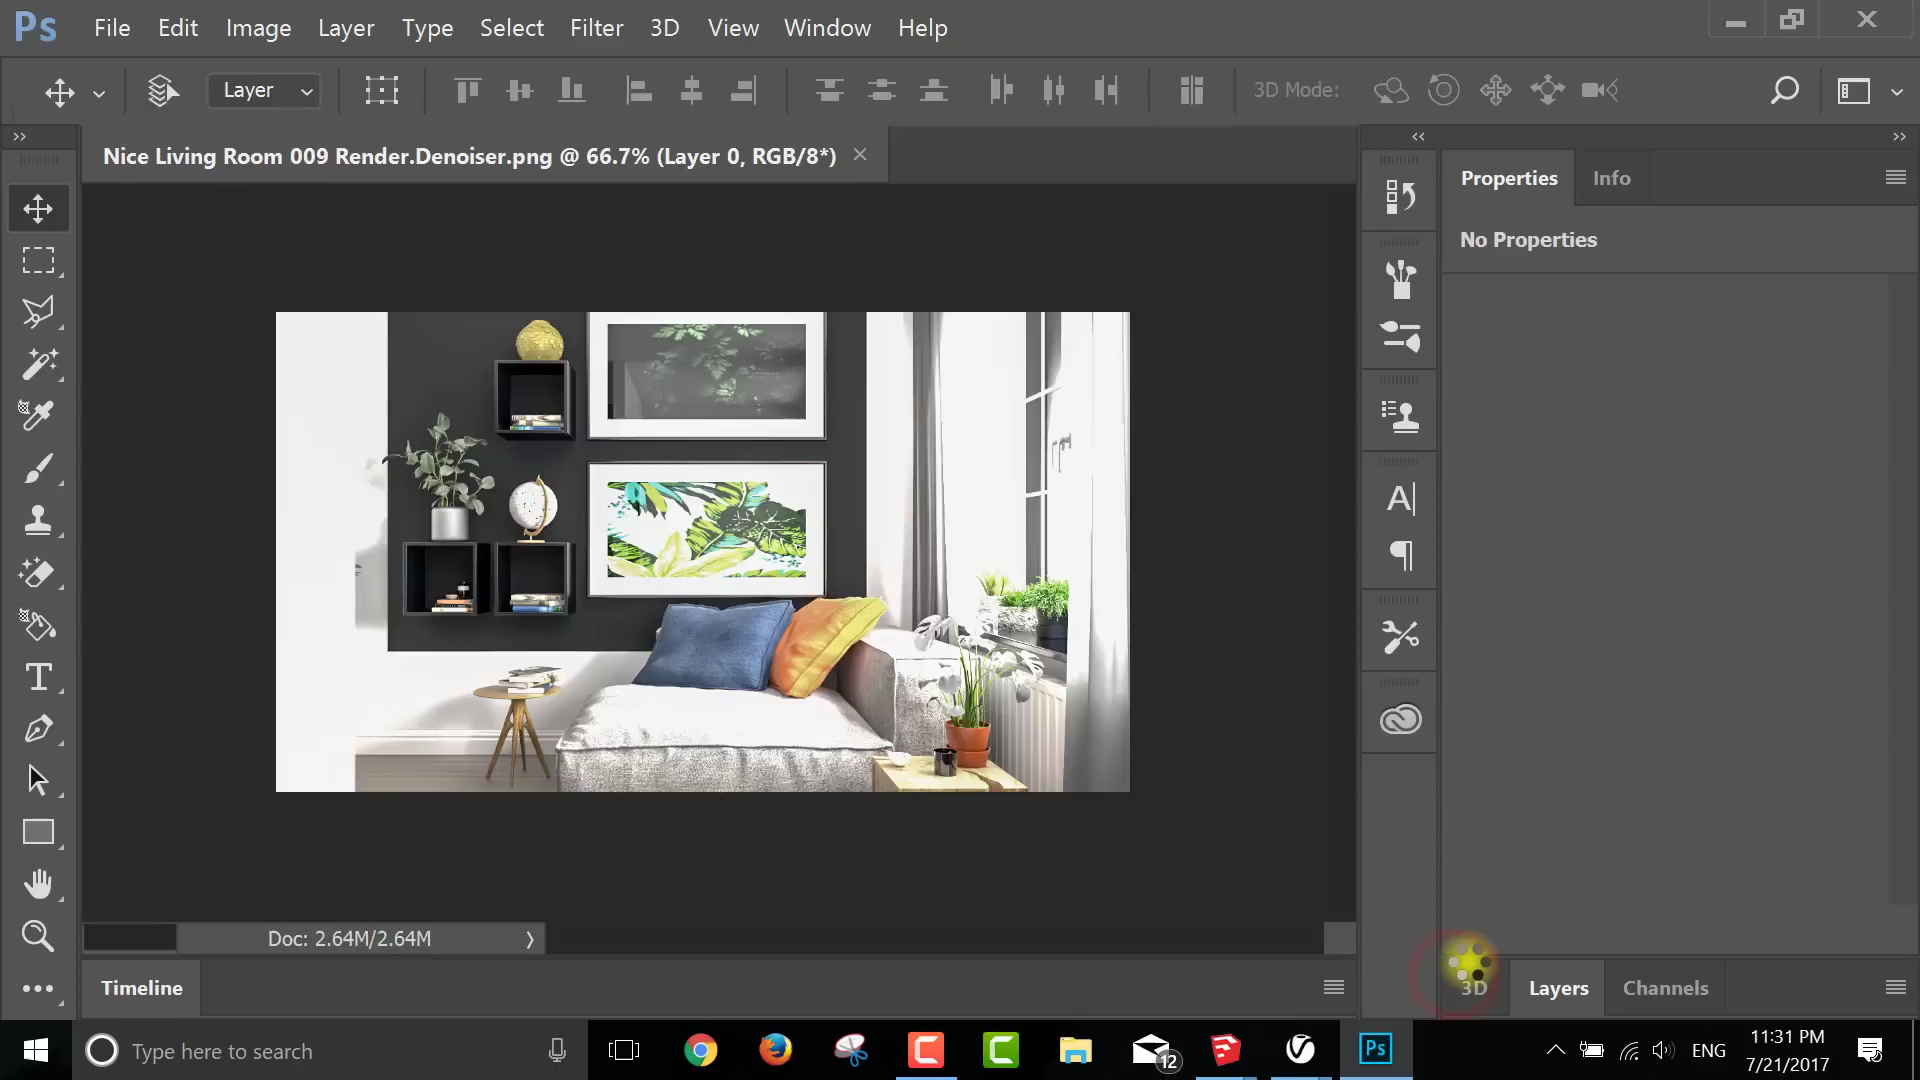 Ps File Edit Image Layer Type Select Filter 3D View Window Help
Layer 3D Mode:
Nice Living Room 009 Render.Denoiser.png @ 66.7% (Layer 0, RGB/8*)
Properties Info
No Properties
Doc: 2.64M/2.64M
Timeline
3D Layers Channels
Type here to search
12
Ps
ENG
11:31 PM
7/21/2017